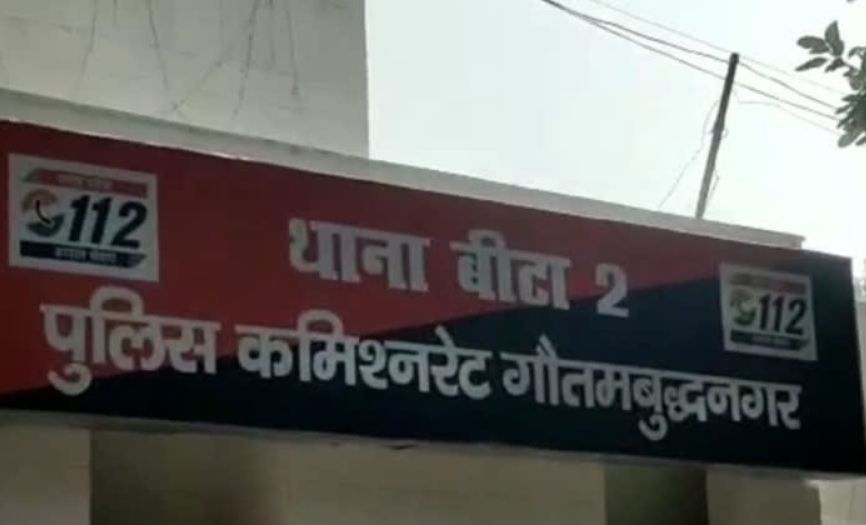 112
थाना बीटा 2
112
पुलिस कमिश्नरेट गौतमबुद्धनगर